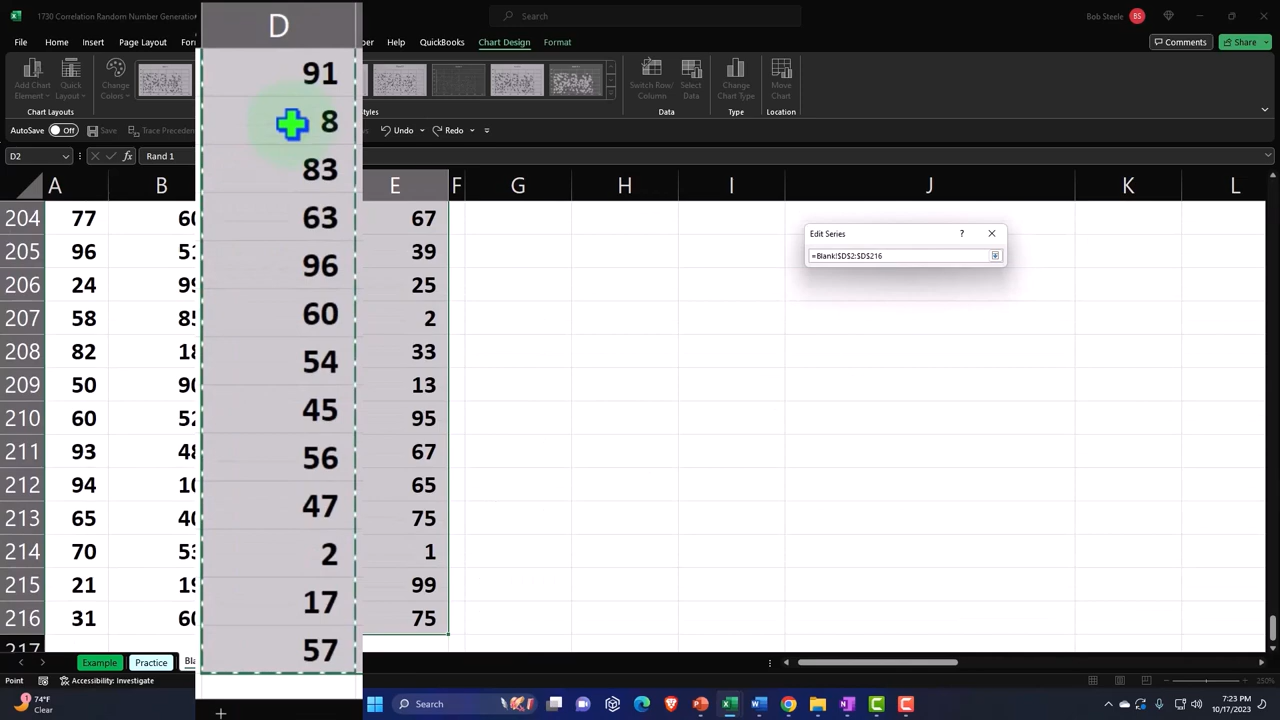 1730 Correlation Random Number Generation
Search
Bob Steele BS
File Home Insert Page Layout Help QuickBooks Chart Design Format Comments Share
Add Chart Element Quick Layout Change Colors Switch Row/Column Select Data Change Chart Type Move Chart
Chart Layouts Data Type Location
AutoSave Off Save Trace Precedents Undo Redo
D2 fx Rand 1
A B D E F G H I J K L
Edit Series ?
=Blank!$D$2:$D$216
204 77 91 67
205 96 8 39
206 24 83 25
207 58 63 2
208 82 96 33
209 50 60 13
210 60 54 95
211 93 45 67
212 94 56 65
213 65 47 75
214 70 2 1
215 21 17 99
216 31 57 75
Example Practice
Point Accessibility: Investigate 250%
74°F
Clear
Search
7:23 PM
10/17/2023